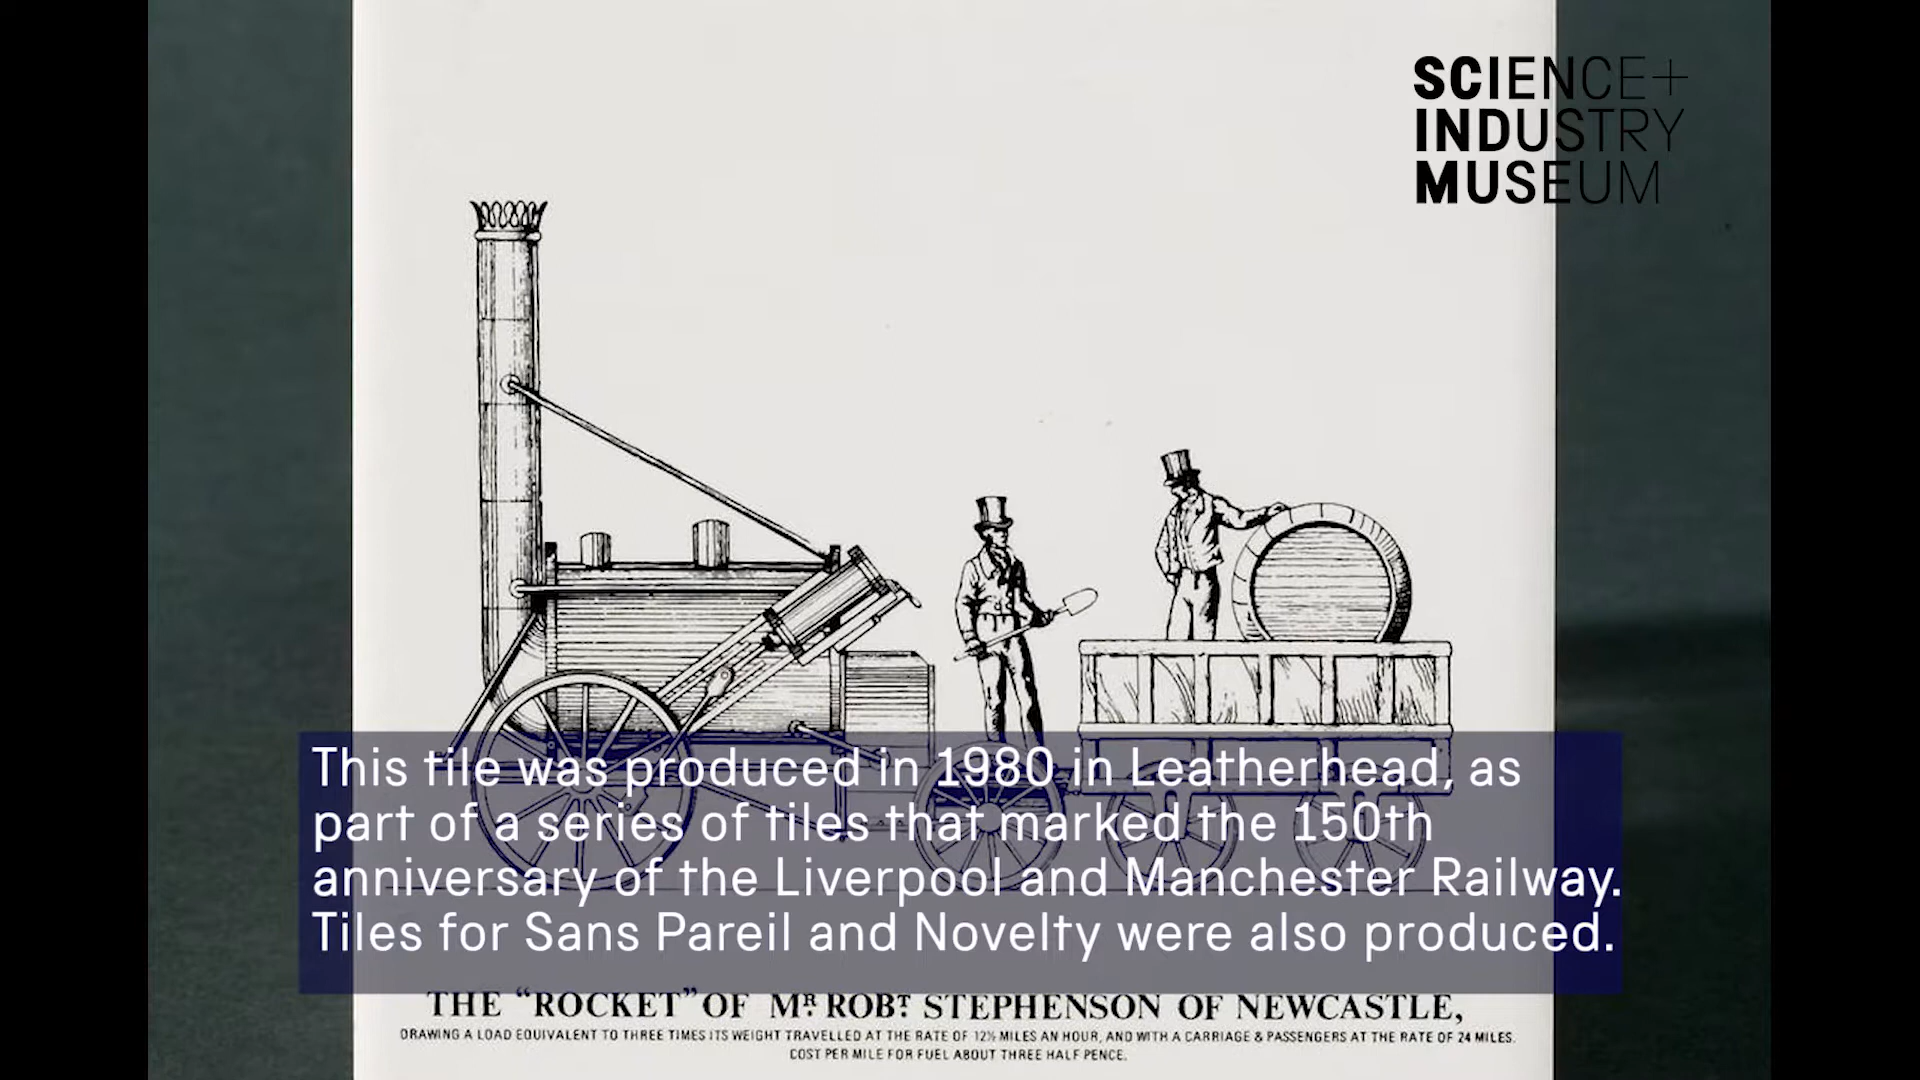 SCIENCE+
INDUSTRY
MUSEUM
This tile was produced in 1980 in Leatherhead, as
part of a series of tiles that marked the 150th
anniversary of the Liverpool and Manchester Railway.
Tiles for Sans Pareil and Novelty were also produced.
THE "ROCKET" OF MR. ROBT. STEPHENSON OF NEWCASTLE,
DRAWING A LOAD EQUIVALENT TO THREE TIMES ITS WEIGHT TRAVELLED AT THE RATE OF 12½ MILES AN HOUR, AND WITH A CARRIAGE & PASSENGERS AT THE RATE OF 24 MILES.
COST PER MILE FOR FUEL ABOUT THREE HALF PENCE.